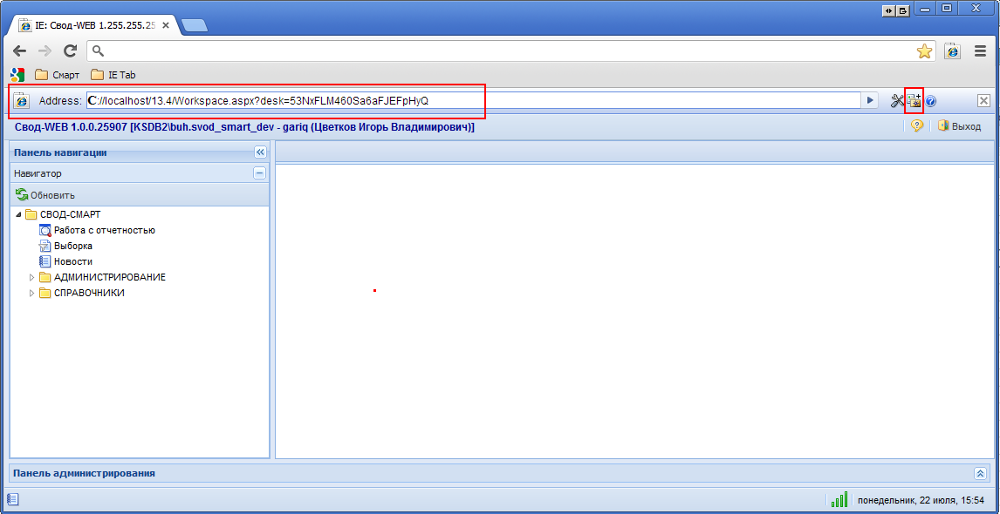 IE: Свод-WEB 1.255.255.25
Смарт IE Tab
Address: C://localhost/13.4/Workspace.aspx?desk=53NxFLM460Sa6aFJEFpHyQ
Свод-WEB 1.0.0.25907 [KSDB2\buh.svod_smart_dev - gariq (Цветков Игорь Владимирович)] Выход
Панель навигации
Навигатор
Обновить
СВОД-СМАРТ
Работа с отчетностью
Выборка
Новости
АДМИНИСТРИРОВАНИЕ
СПРАВОЧНИКИ
Панель администрирования
понедельник, 22 июля, 15:54